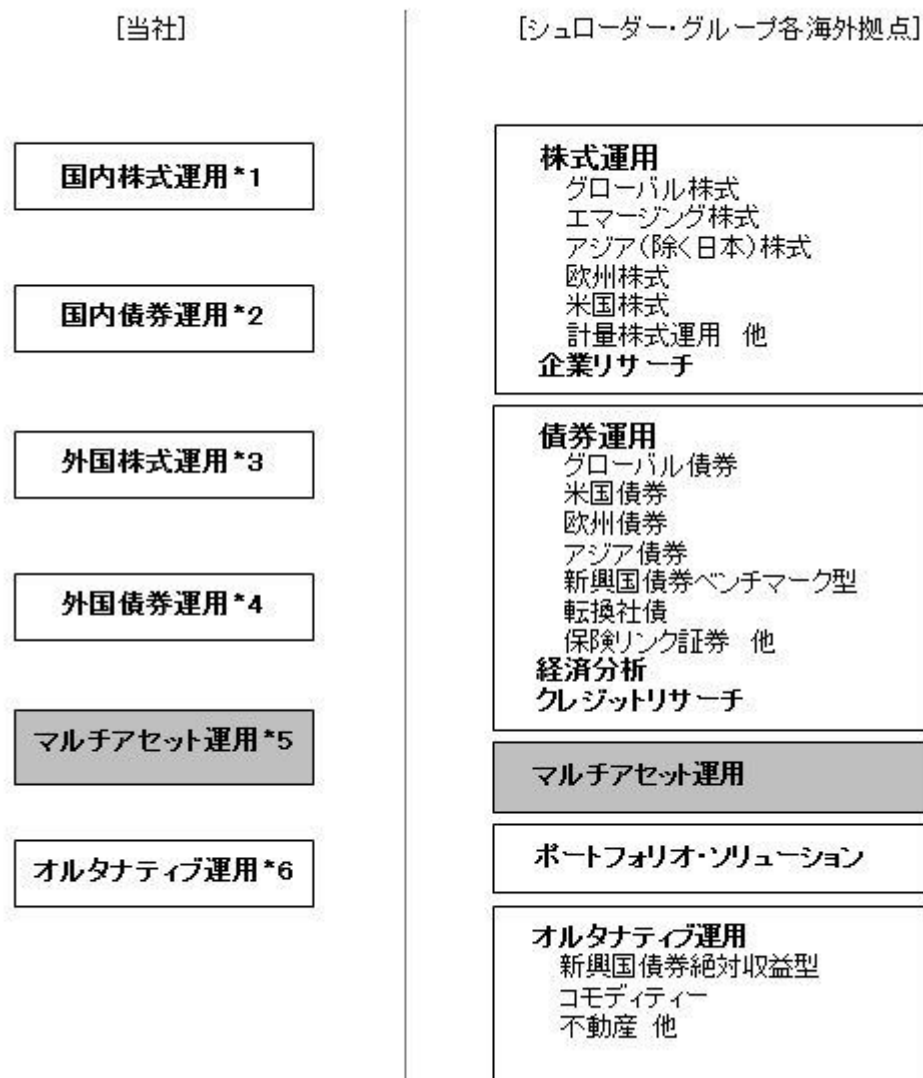 [当社]
国内株式運用*1
国内債券運用*2
外国株式運用*3
外国債券運用*4
マルチアセット運用*5
オルタナティブ運用*6
[シュローダー・グループ各海外拠点]
株式運用
グローバル株式
エマージング株式
アジア(除く日本)株式
欧州株式
米国株式
計量株式運用 他
企業リサーチ
債券運用
グローバル債券
米国債券
欧州債券
アジア債券
新興国債券ベンチマーク型
転換社債
保険リンク証券 他
経済分析
クレジットリサーチ
マルチアセット運用
ポートフォリオ・ソリューション
オルタナティブ運用
新興国債券絶対収益型
コモディティー
不動産 他